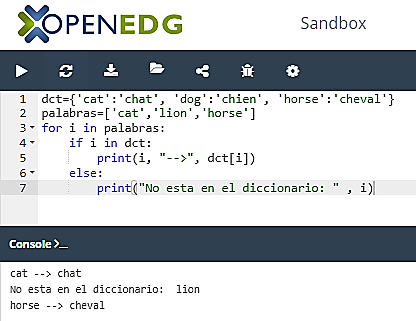 OPENEDG
Sandbox
1 dct={'cat':'chat', 'dog':'chien', 'horse':'cheval'}
2 palabras=['cat','lion','horse']
3 for i in palabras:
4     if i in dct:
5         print(i, "-->", dct[i])
6     else:
7         print("No esta en el diccionario: " , i)
Console >_
cat --> chat
No esta en el diccionario:  lion
horse --> cheval